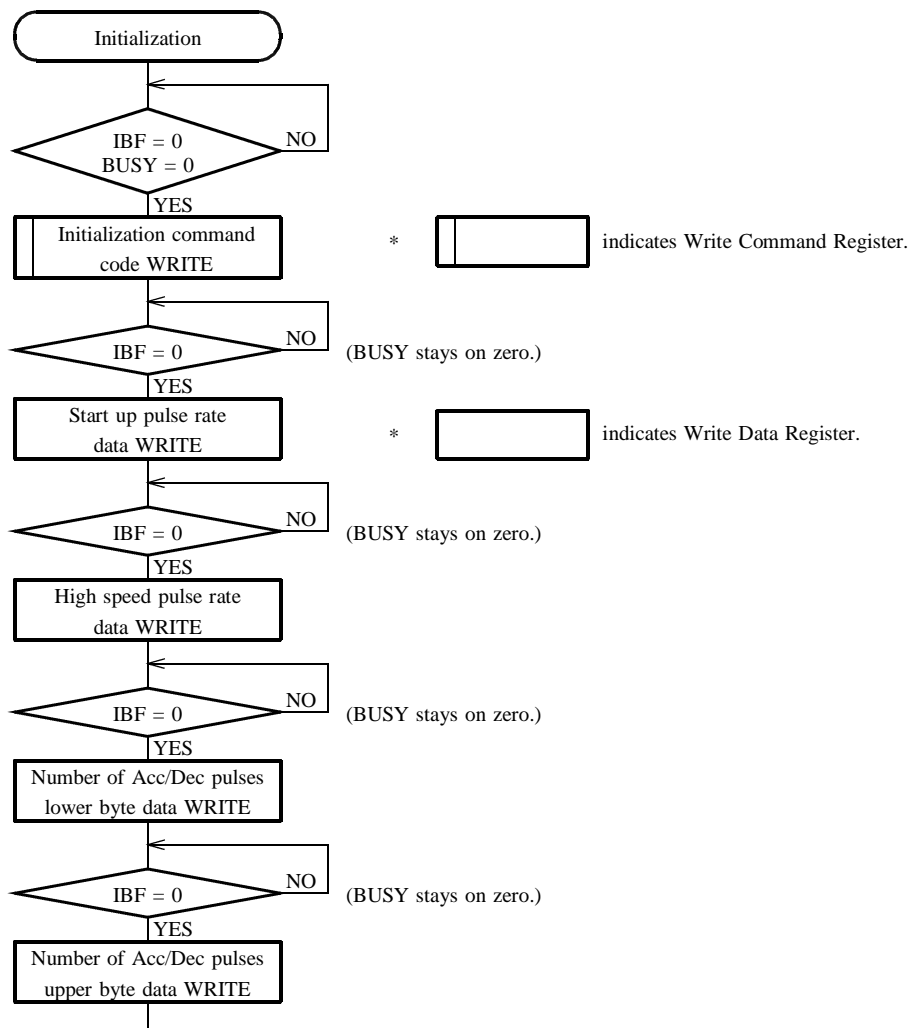 Initialization
IBF = 0
BUSY = 0
NO
YES
Initialization command
code WRITE
* indicates Write Command Register.
IBF = 0
NO
(BUSY stays on zero.)
YES
Start up pulse rate
data WRITE
* indicates Write Data Register.
IBF = 0
NO
(BUSY stays on zero.)
YES
High speed pulse rate
data WRITE
IBF = 0
NO
(BUSY stays on zero.)
YES
Number of Acc/Dec pulses
lower byte data WRITE
IBF = 0
NO
(BUSY stays on zero.)
YES
Number of Acc/Dec pulses
upper byte data WRITE